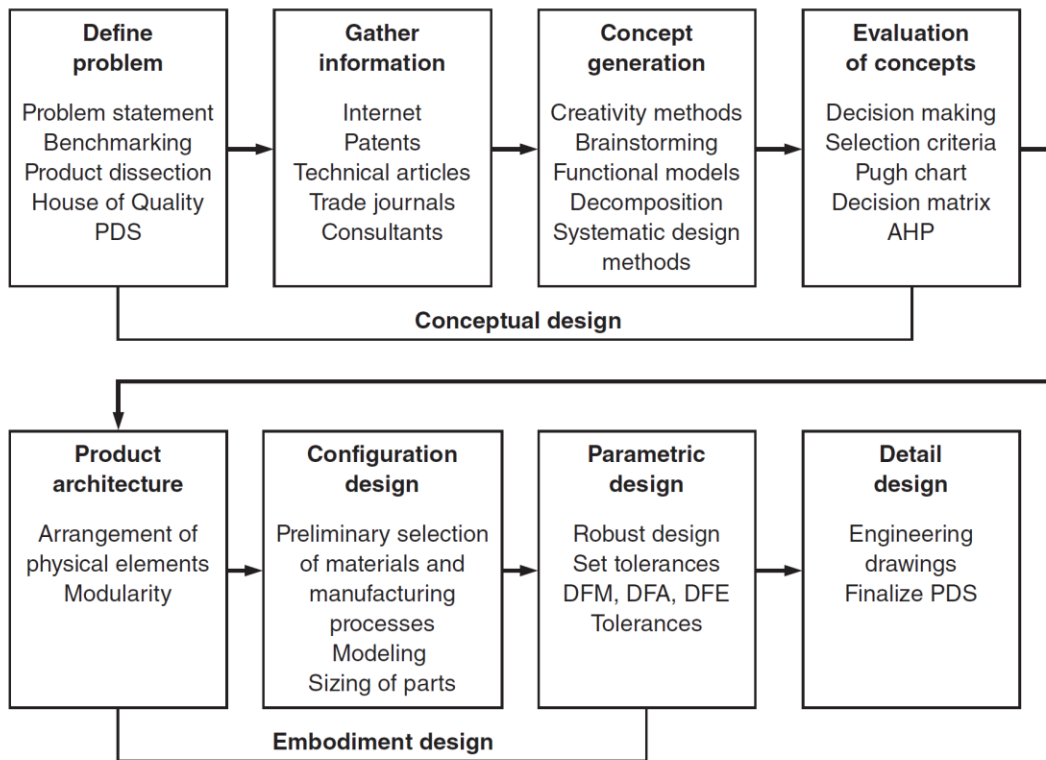 Define
problem
Problem statement
Benchmarking
Product dissection
House of Quality
PDS
Gather
information
Internet
Patents
Technical articles
Trade journals
Consultants
Concept
generation
Creativity methods
Brainstorming
Functional models
Decomposition
Systematic design
methods
Evaluation
of concepts
Decision making
Selection criteria
Pugh chart
Decision matrix
AHP
Conceptual design
Product
architecture
Arrangement of
physical elements
Modularity
Configuration
design
Preliminary selection
of materials and
manufacturing
processes
Modeling
Sizing of parts
Parametric
design
Robust design
Set tolerances
DFM, DFA, DFE
Tolerances
Detail
design
Engineering
drawings
Finalize PDS
Embodiment design